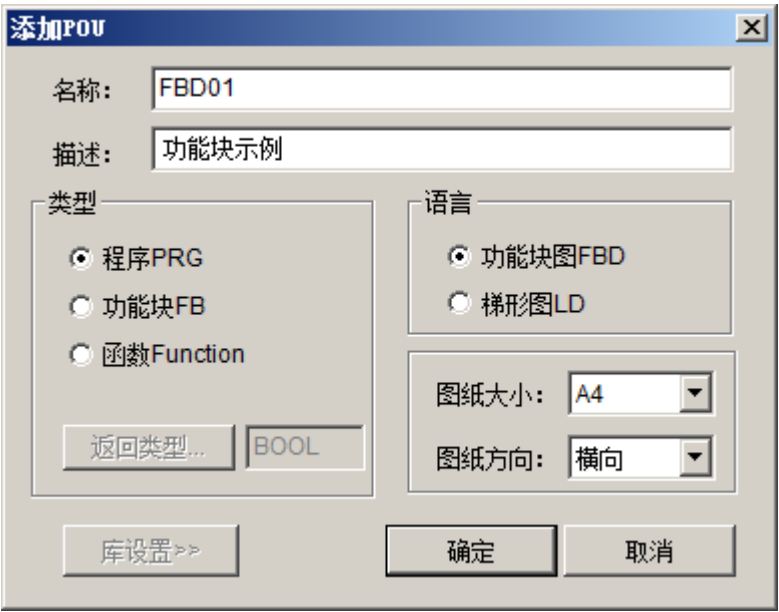 添加POU
名称：
FBD01
描述：
功能块示例
类型
程序PRG
功能块FB
函数Function
返回类型...
BOOL
语言
功能块图FBD
梯形图LD
图纸大小：
A4
图纸方向：
横向
库设置>>
确定
取消